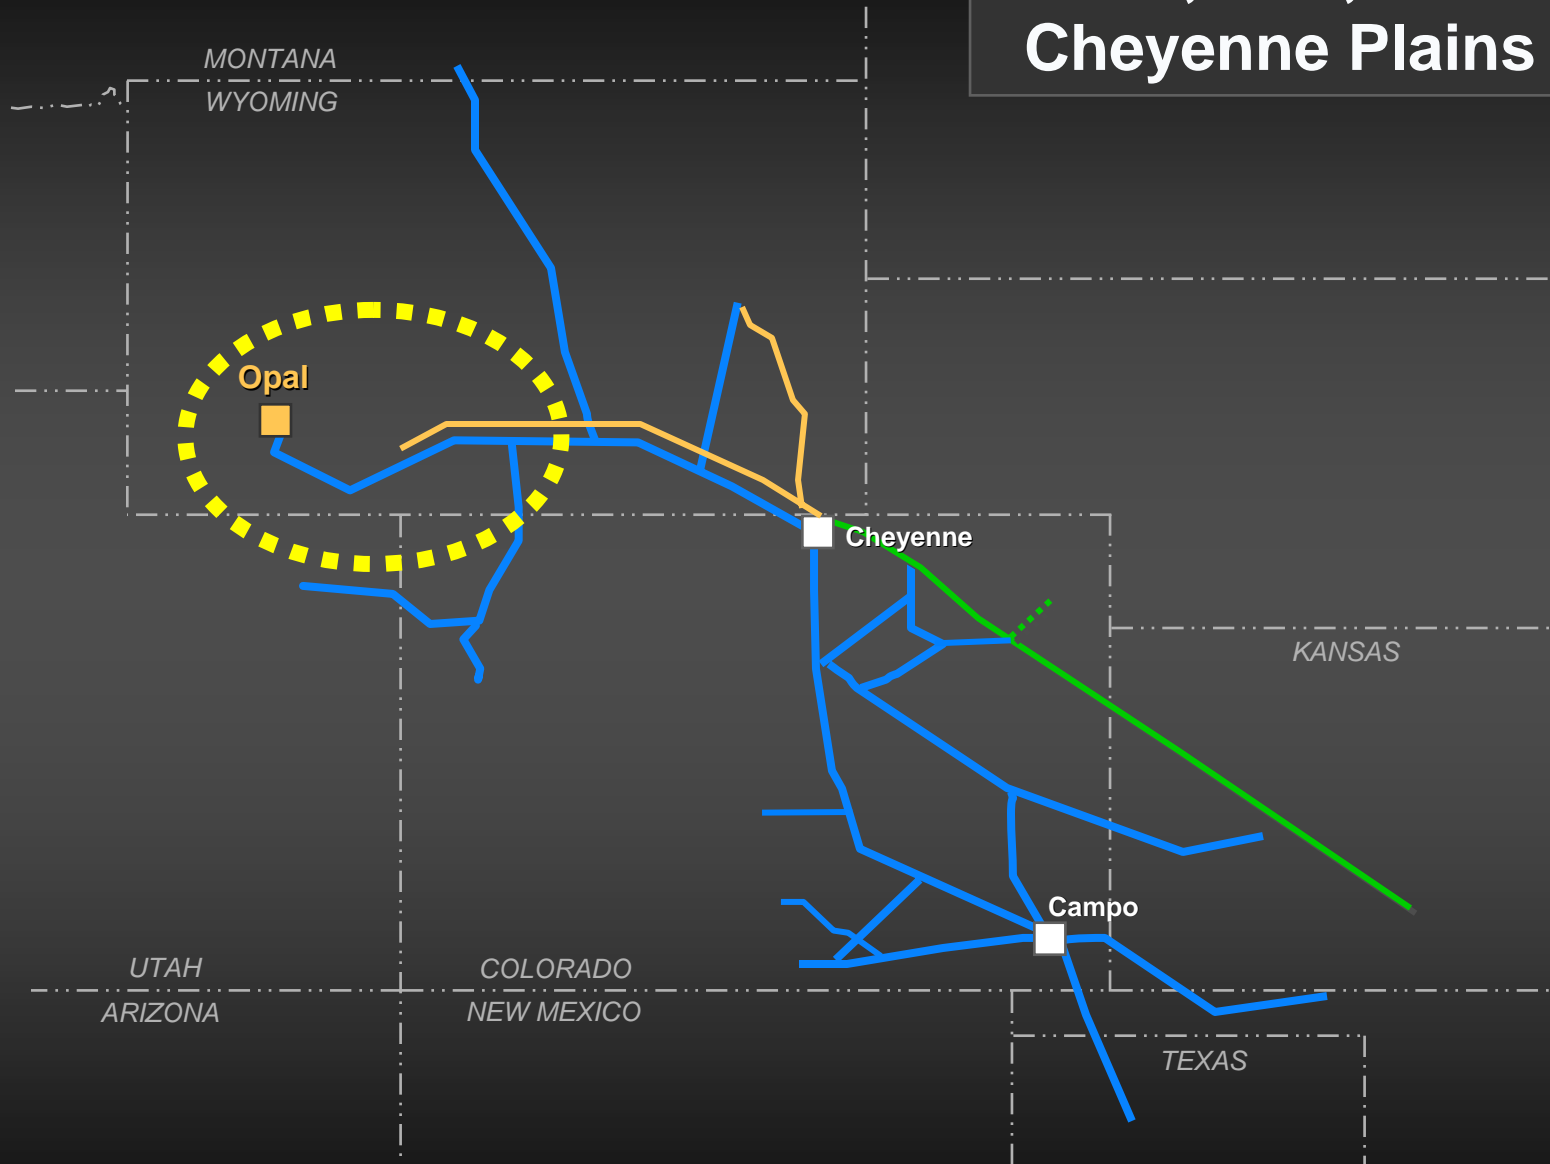 Cheyenne Plains
MONTANA
WYOMING
Opal
Cheyenne
KANSAS
Campo
UTAH
COLORADO
ARIZONA
NEW MEXICO
TEXAS